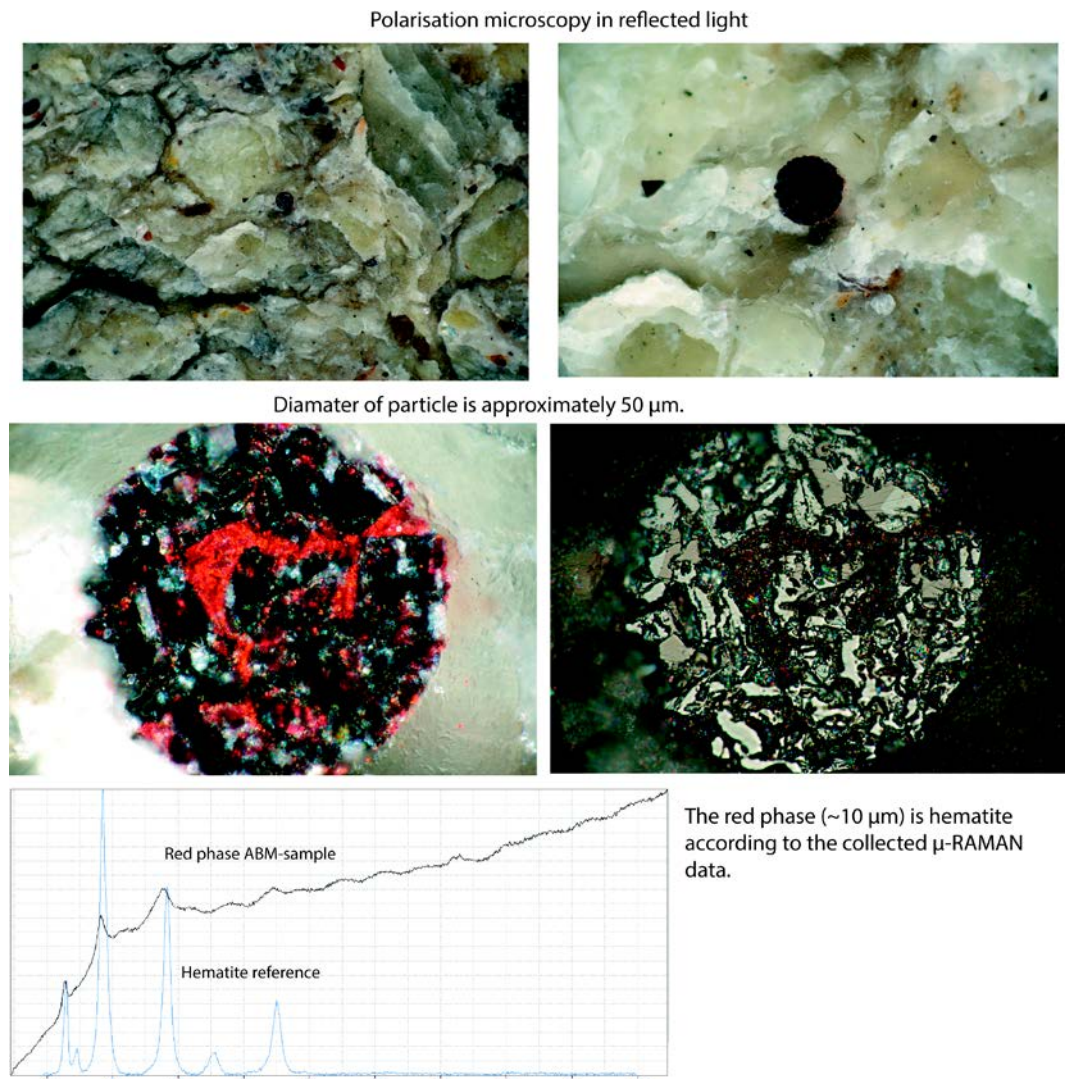 Polarisation microscopy in reflected light
Diamater of particle is approximately 50 µm.
Red phase ABM-sample
Hematite reference
The red phase (~10 µm) is hematite
according to the collected µ-RAMAN
data.